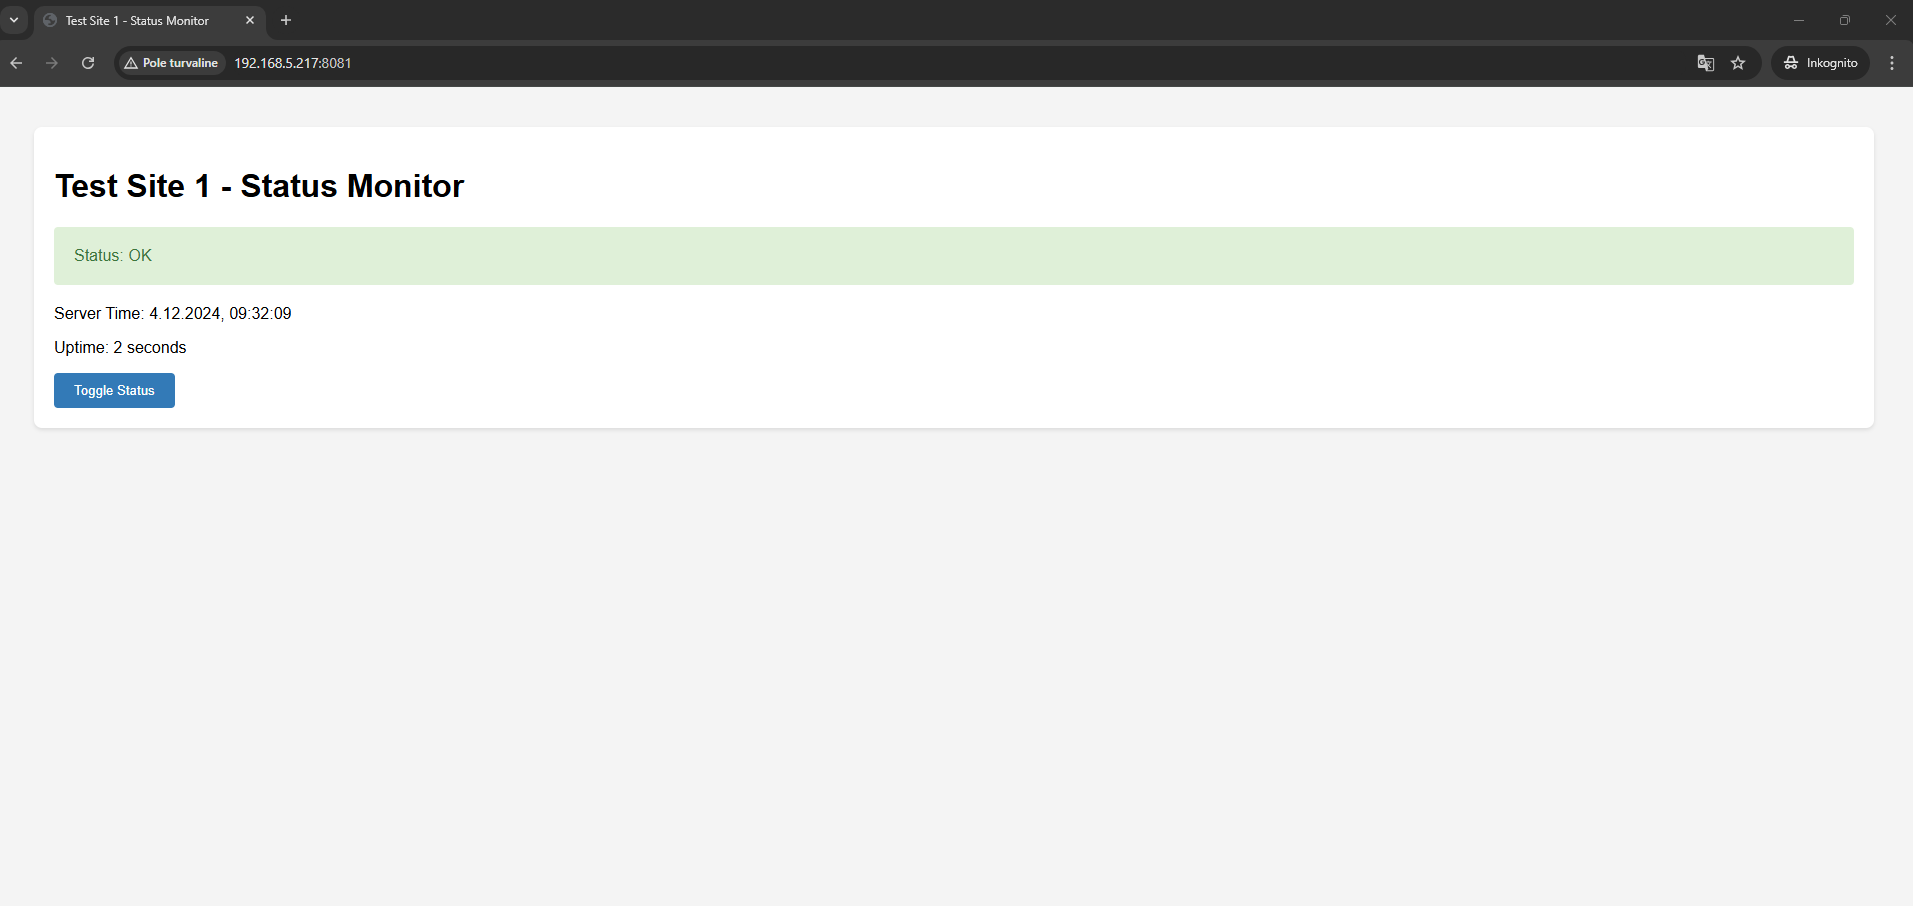 Test Site 1 - Status Monitor
Pole turvaline
192.168.5.217:8081
Inkognito
Test Site 1 - Status Monitor
Status: OK
Server Time: 4.12.2024, 09:32:09
Uptime: 2 seconds
Toggle Status